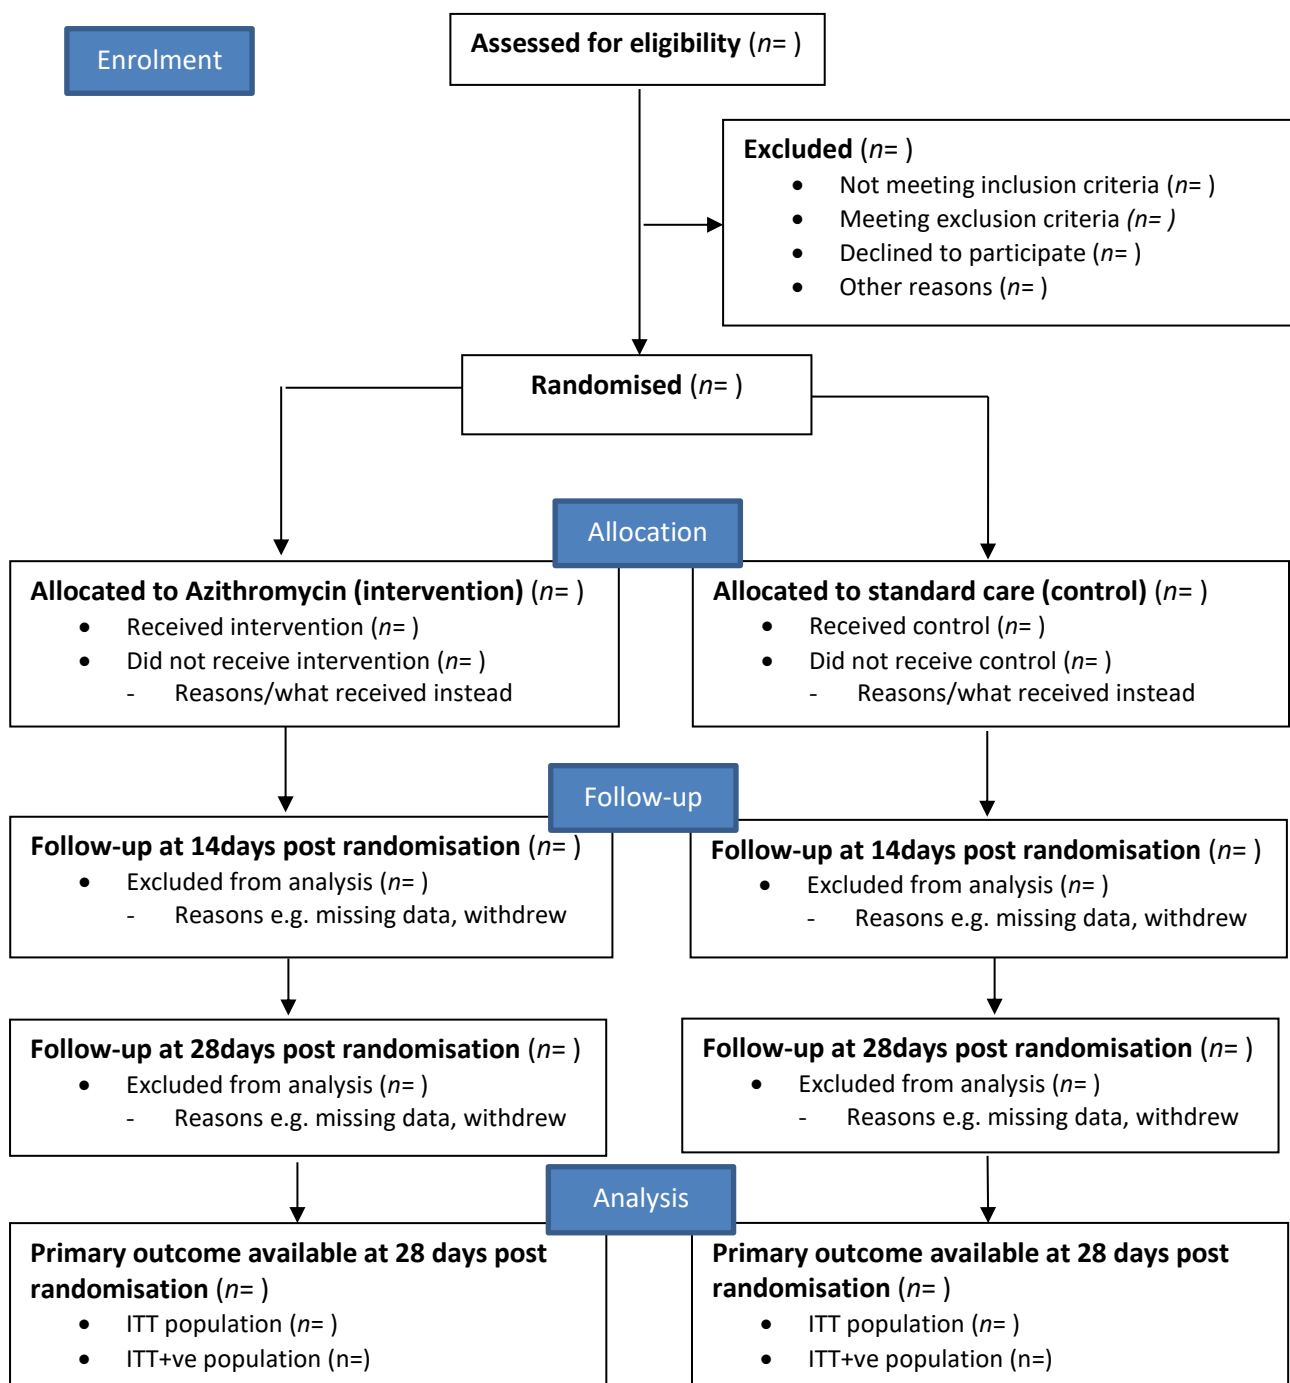 Enrolment
Assessed for eligibility (n= )
Excluded (n= )
• Not meeting inclusion criteria (n= )
• Meeting exclusion criteria (n= )
• Declined to participate (n= )
• Other reasons (n= )
Randomised (n= )
Allocation
Allocated to Azithromycin (intervention) (n= )
• Received intervention (n= )
• Did not receive intervention (n= )
- Reasons/what received instead
Allocated to standard care (control) (n= )
• Received control (n= )
• Did not receive control (n= )
- Reasons/what received instead
Follow-up
Follow-up at 14days post randomisation (n= )
• Excluded from analysis (n= )
- Reasons e.g. missing data, withdrew
Follow-up at 14days post randomisation (n= )
• Excluded from analysis (n= )
- Reasons e.g. missing data, withdrew
Follow-up at 28days post randomisation (n= )
• Excluded from analysis (n= )
- Reasons e.g. missing data, withdrew
Follow-up at 28days post randomisation (n= )
• Excluded from analysis (n= )
- Reasons e.g. missing data, withdrew
Analysis
Primary outcome available at 28 days post
randomisation (n= )
• ITT population (n= )
• ITT+ve population (n=)
Primary outcome available at 28 days post
randomisation (n= )
• ITT population (n= )
• ITT+ve population (n=)